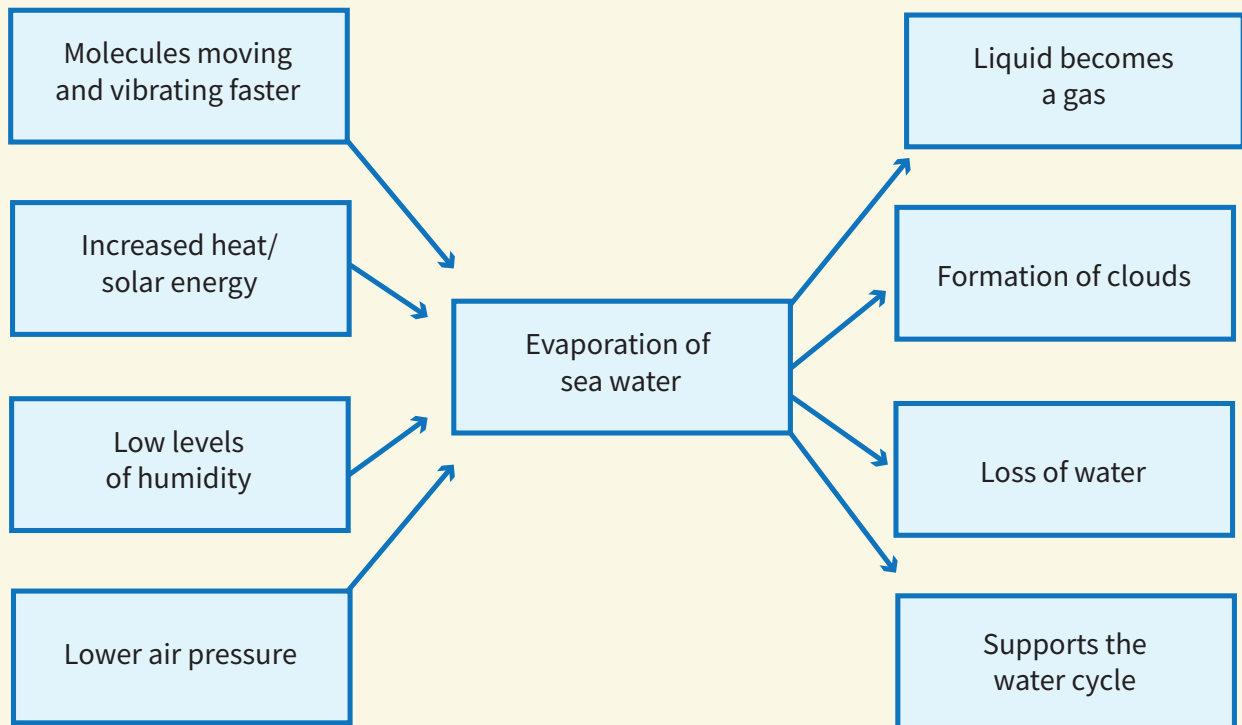 Molecules moving
and vibrating faster
Increased heat/
solar energy
Low levels
of humidity
Lower air pressure
Evaporation of
sea water
Liquid becomes
a gas
Formation of clouds
Loss of water
Supports the
water cycle